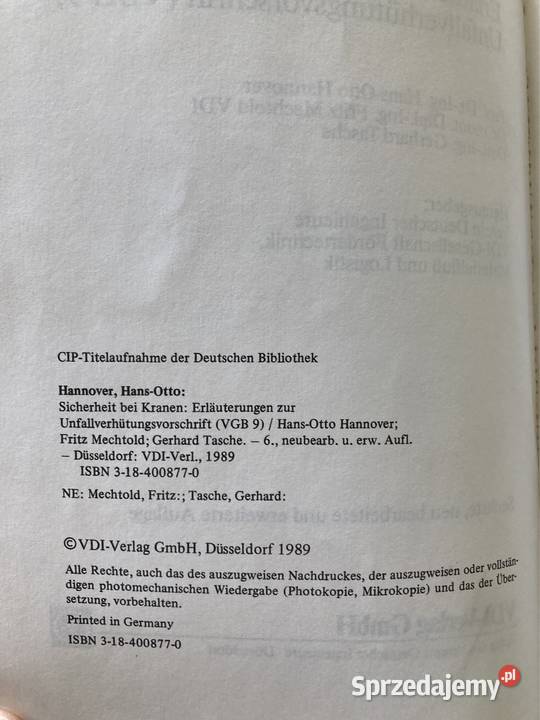 CIP-Titelaufnahme der Deutschen Bibliothek
Hannover, Hans-Otto:
Sicherheit bei Kranen: Erläuterungen zur
Unfallverhütungsvorschrift (VGB 9) / Hans-Otto Hannover;
Fritz Mechtold; Gerhard Tasche. – 6., neubearb. u. erw. Aufl.
– Düsseldorf: VDI-Verl., 1989
ISBN 3-18-400877-0
NE: Mechtold, Fritz:; Tasche, Gerhard:
©VDI-Verlag GmbH, Düsseldorf 1989
Alle Rechte, auch das des auszugweisen Nachdruckes, der auszugweisen oder vollstän-
digen photomechanischen Wiedergabe (Photokopie, Mikrokopie) und das der Über-
setzung, vorbehalten.
Printed in Germany
ISBN 3-18-400877-0
Sprzedajemy.pl